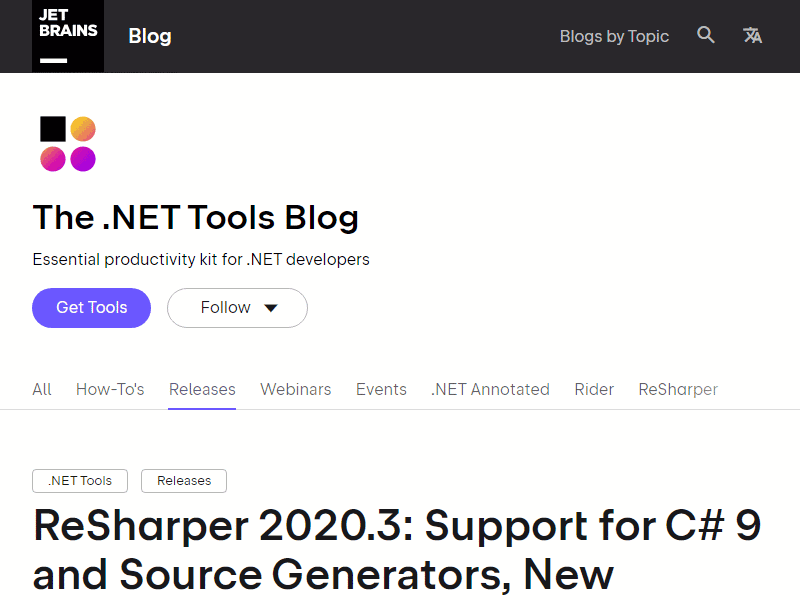 JET
BRAINS
Blog
Blogs by Topic
The .NET Tools Blog
Essential productivity kit for .NET developers
Get Tools
Follow
All How-To's Releases Webinars Events .NET Annotated Rider ReSharper
.NET Tools Releases
ReSharper 2020.3: Support for C# 9
and Source Generators, New